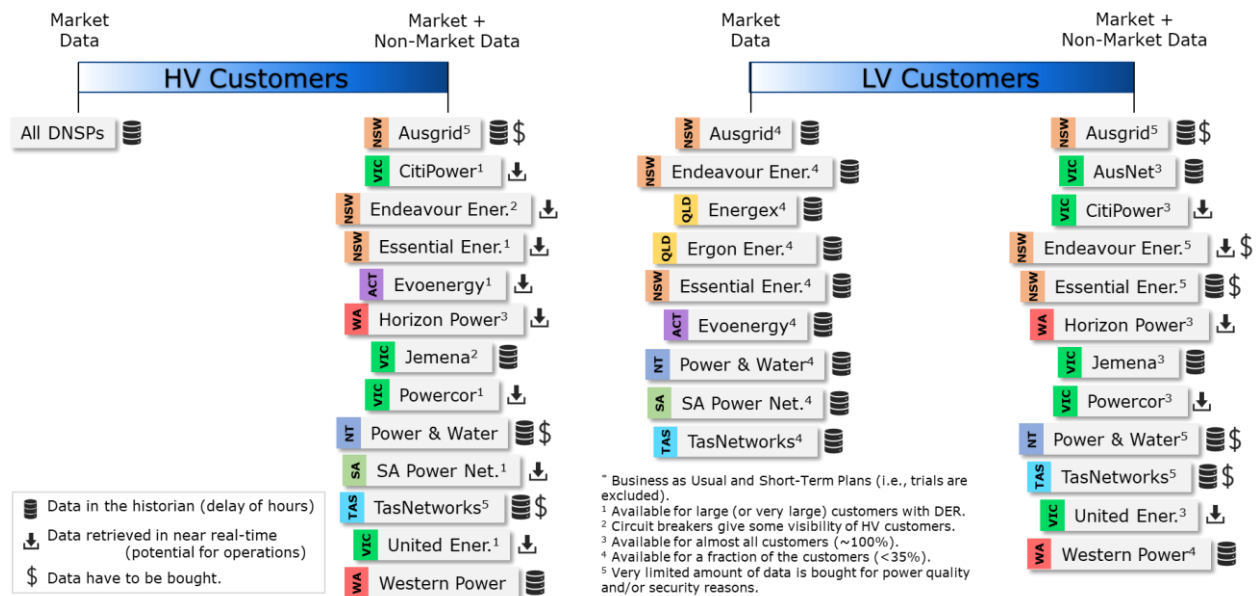 Market
Data
Market +
Non-Market Data
HV Customers
All DNSPs
NSW Ausgrid⁵ $
VIC CitiPower¹
NSW Endeavour Ener.²
NSW Essential Ener.¹
ACT Evoenergy¹
WA Horizon Power³
VIC Jemena²
VIC Powercor¹
NT Power & Water $
SA SA Power Net.¹
TAS TasNetworks⁵ $
VIC United Ener.¹
WA Western Power
Data in the historian (delay of hours)
Data retrieved in near real-time
(potential for operations)
$ Data have to be bought.
Market
Data
Market +
Non-Market Data
LV Customers
NSW Ausgrid⁴
NSW Endeavour Ener.⁴
QLD Energex⁴
QLD Ergon Ener.⁴
NSW Essential Ener.⁴
ACT Evoenergy⁴
NT Power & Water⁴
SA SA Power Net.⁴
TAS TasNetworks⁴
NSW Ausgrid⁵ $
VIC AusNet³
VIC CitiPower³
NSW Endeavour Ener.⁵ $
NSW Essential Ener.⁵ $
WA Horizon Power³
VIC Jemena³
VIC Powercor³
NT Power & Water⁵ $
TAS TasNetworks⁵ $
VIC United Ener.³
WA Western Power⁴
* Business as Usual and Short-Term Plans (i.e., trials are
excluded).
¹ Available for large (or very large) customers with DER.
² Circuit breakers give some visibility of HV customers.
³ Available for almost all customers (~100%).
⁴ Available for a fraction of the customers (<35%).
⁵ Very limited amount of data is bought for power quality
and/or security reasons.